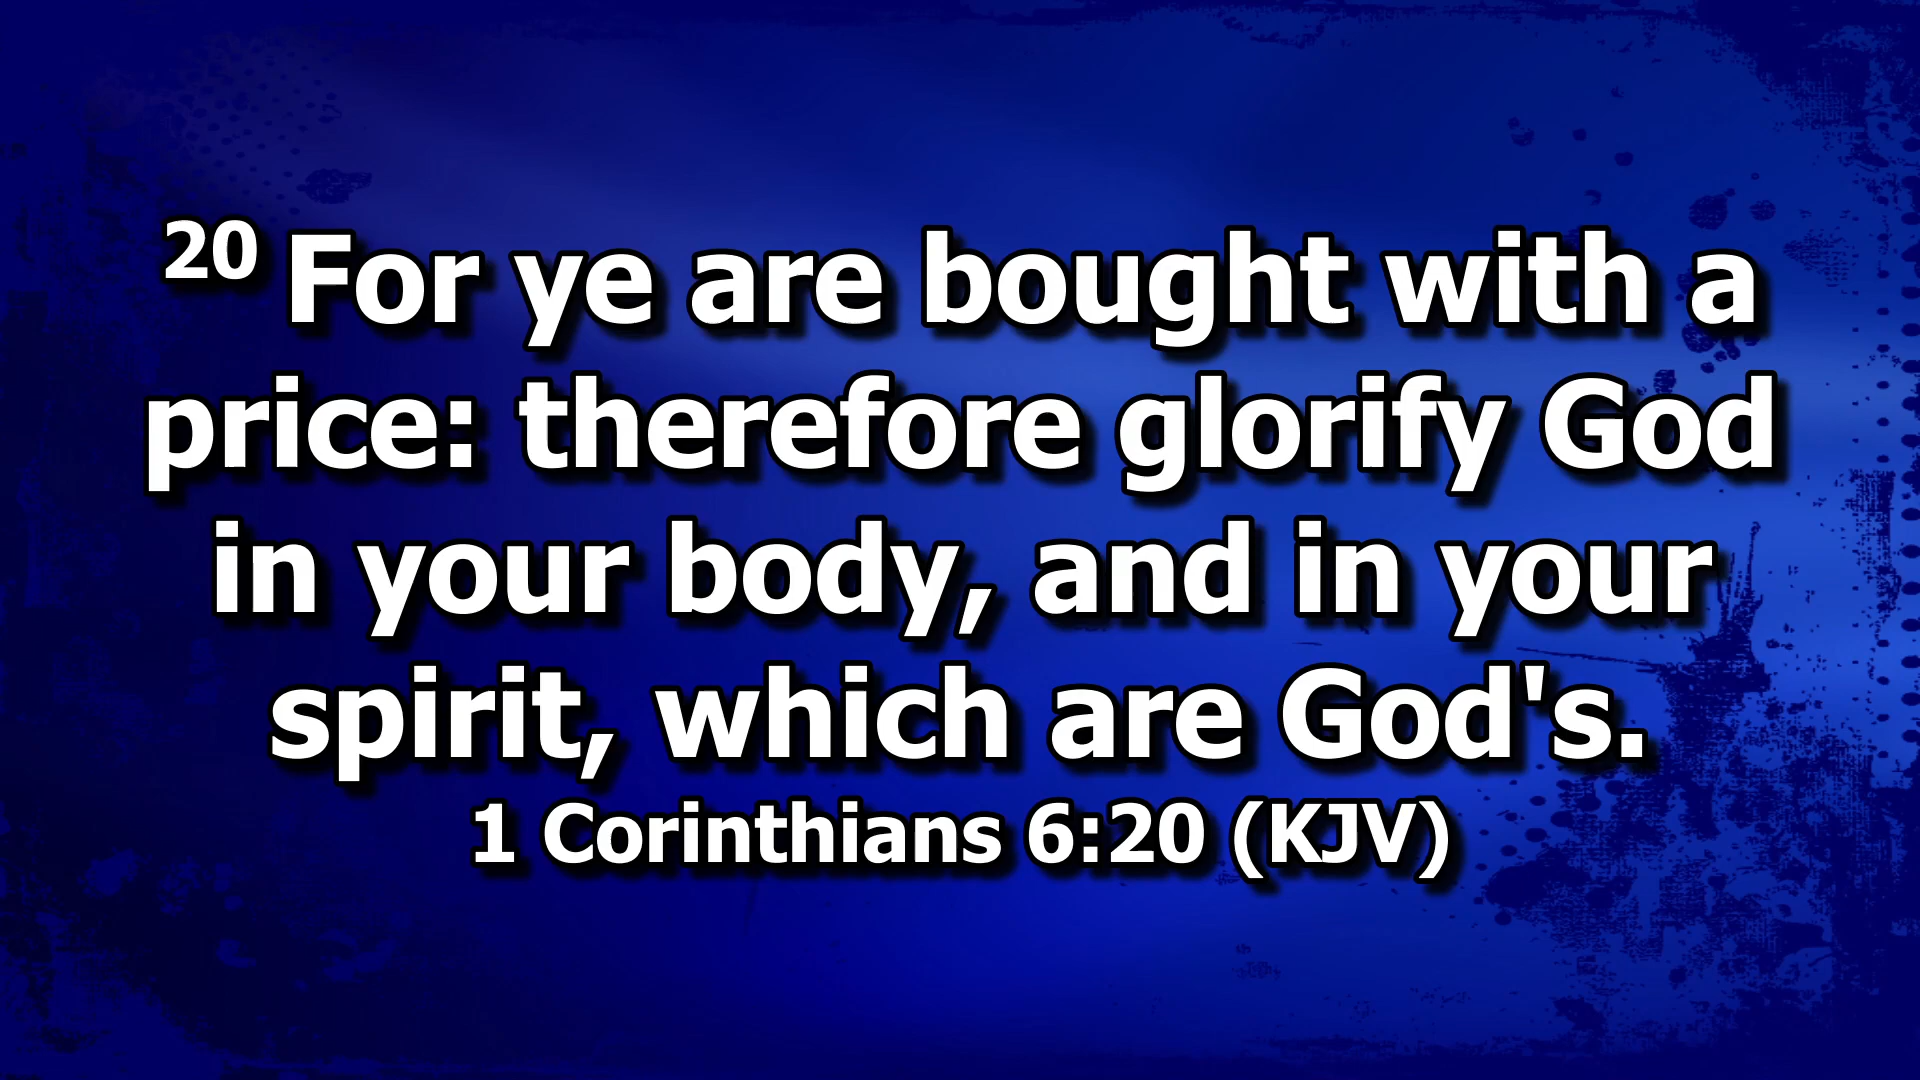 20 For ye are bought with a
price: therefore glorify God
in your body, and in your
spirit, which are God's.
1 Corinthians 6:20 (KJV)